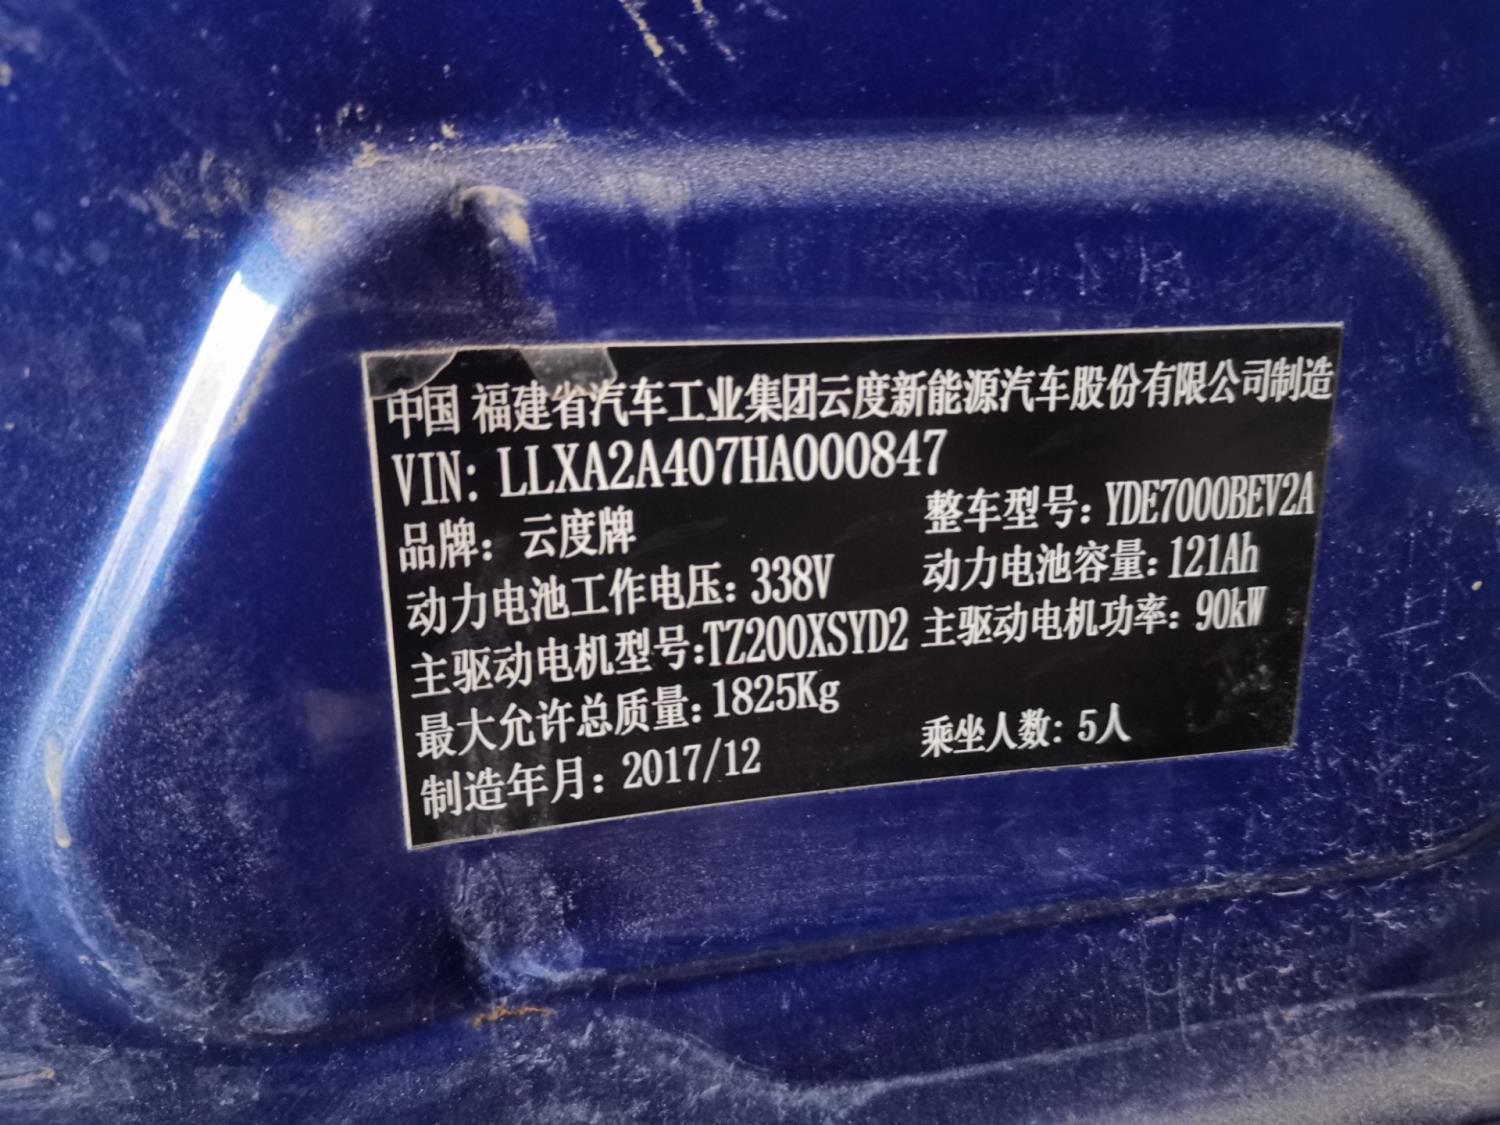 中国 福建省汽车工业集团云度新能源汽车股份有限公司制造
VIN: LLXA2A407HA000847
品牌: 云度牌 整车型号: YDE7000BEV2A
动力电池工作电压: 338V 动力电池容量: 121Ah
主驱动电机型号:TZ200XSYD2 主驱动电机功率: 90kW
最大允许总质量: 1825Kg
制造年月: 2017/12 乘坐人数: 5人